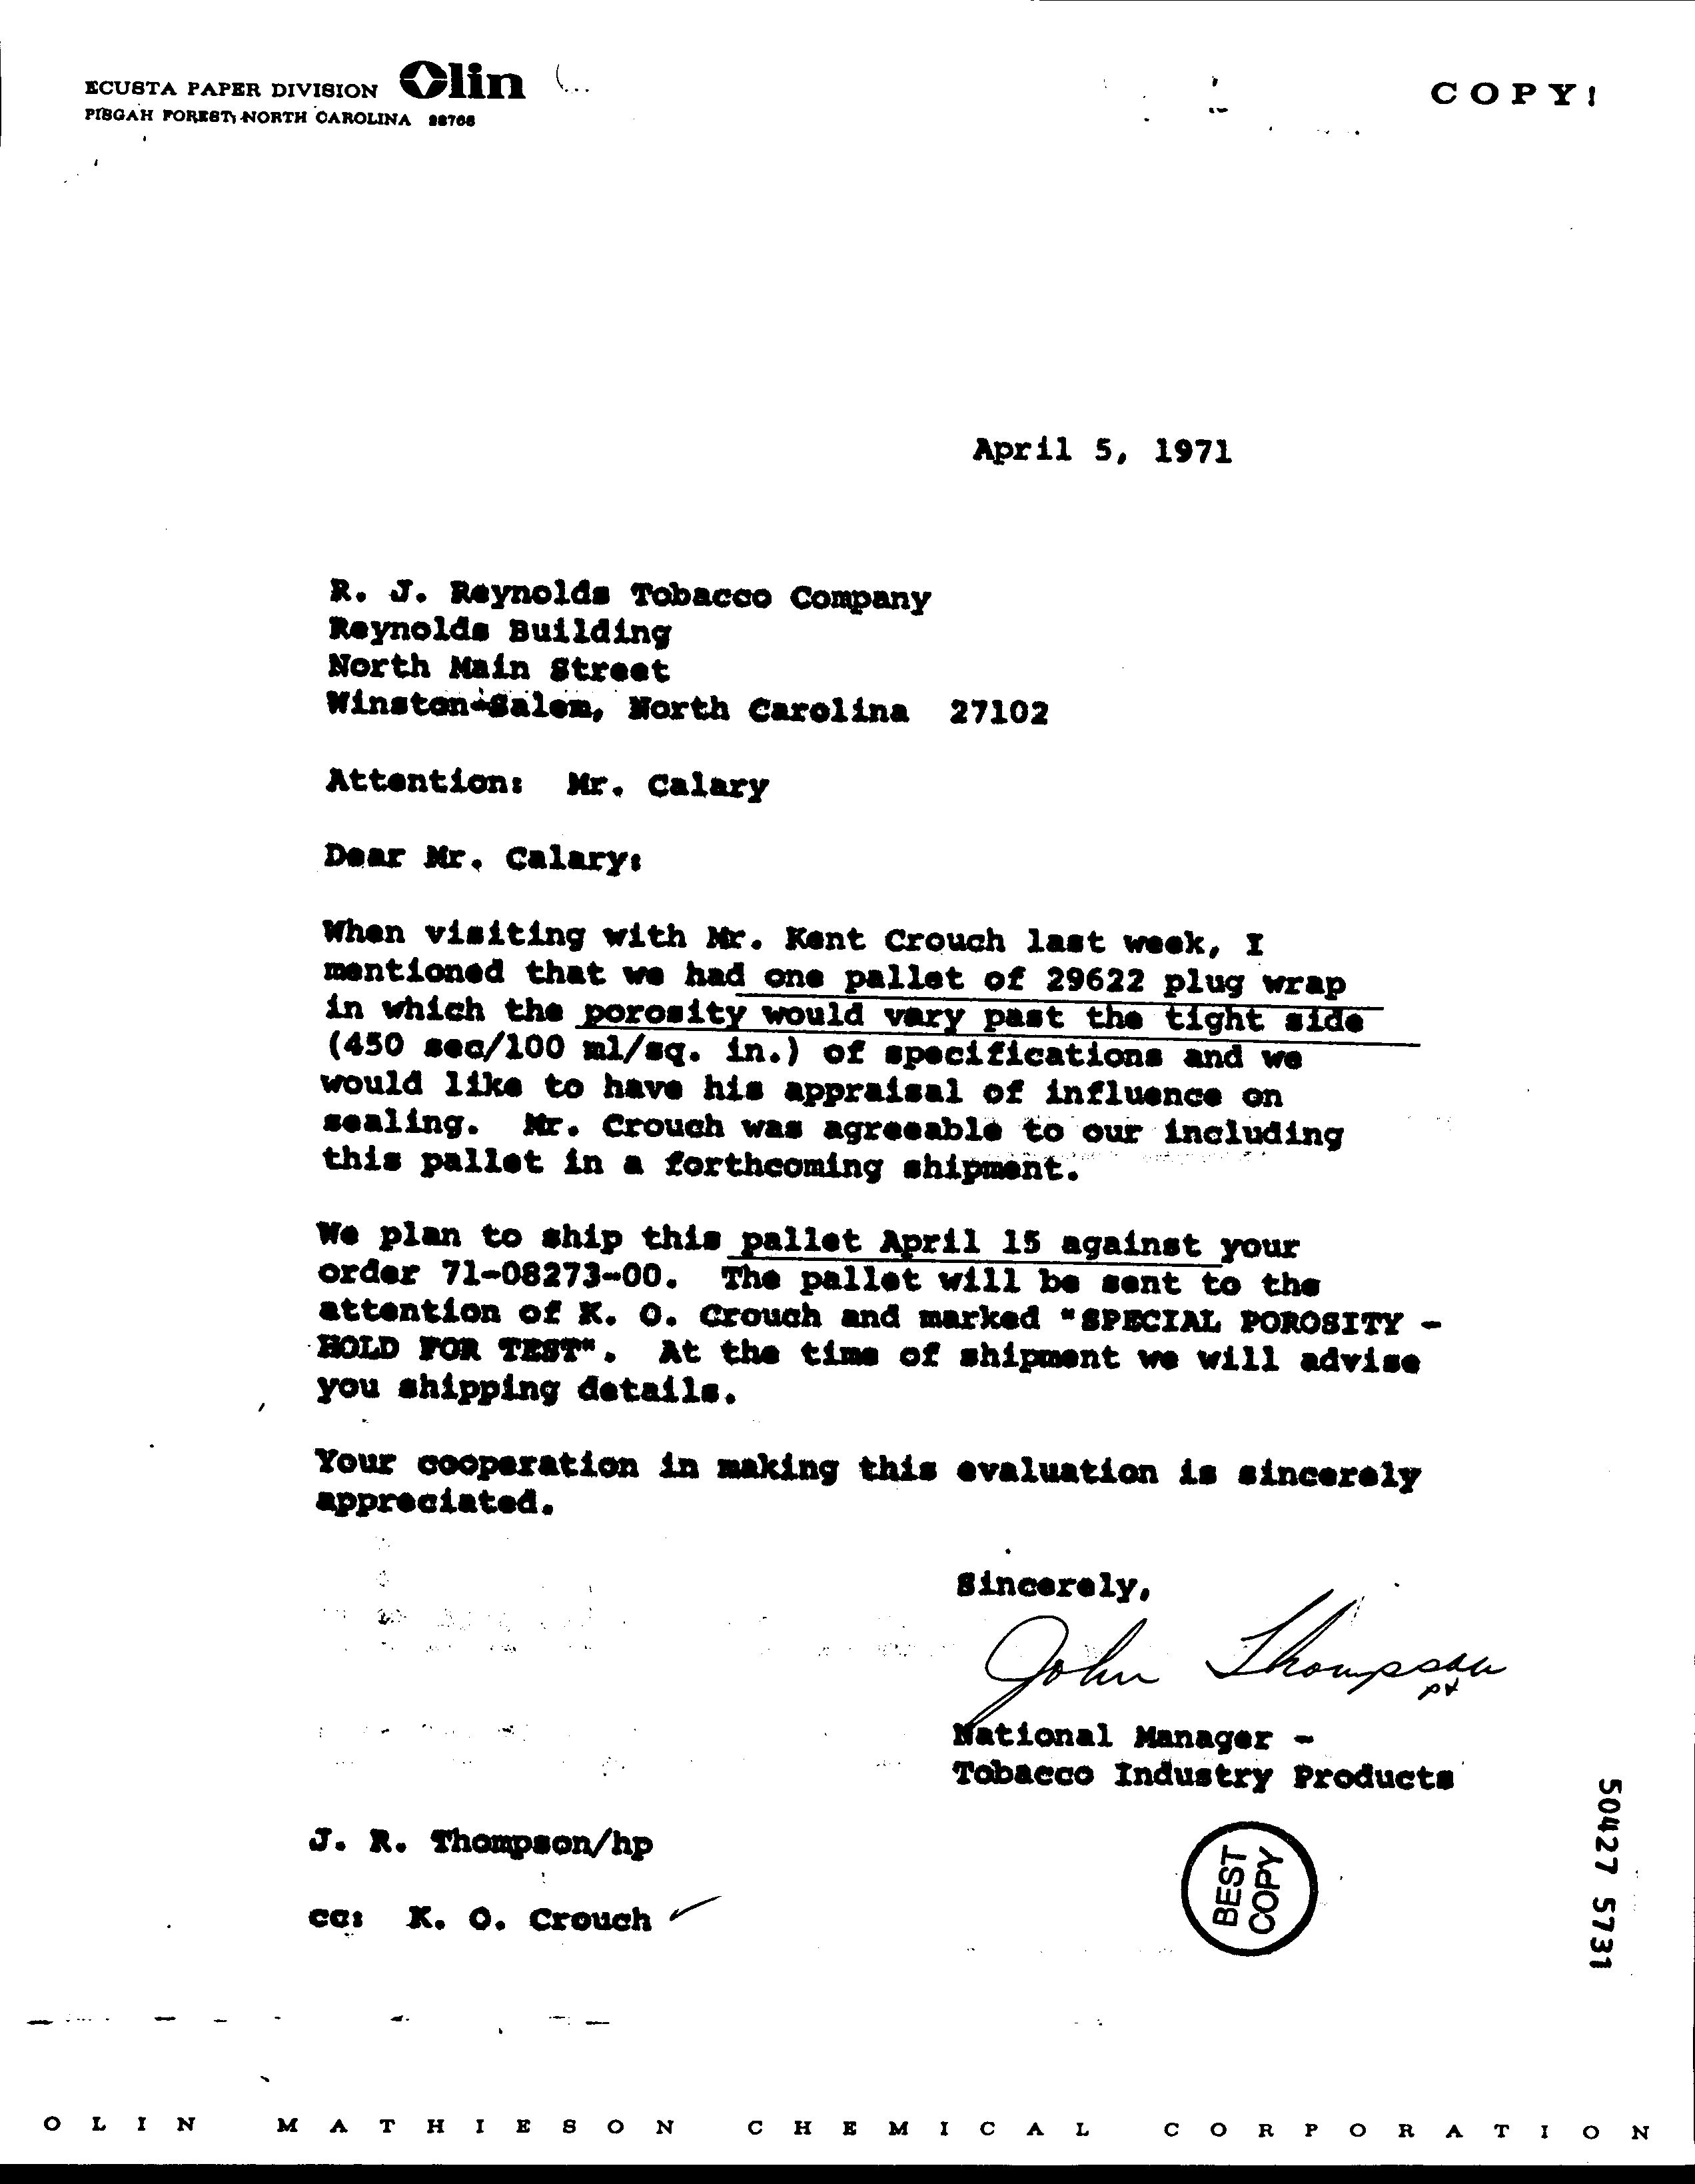 ECUSTA PAPER DIVISION Olin
PISGAH FOREST, NORTH CAROLINA 28768
COPY!
April 5, 1971
R. J. Reynolds Tobacco Company
Reynolds Building
North Main Street
Winston-Salem, North Carolina 27102
Attention: Mr. Calary
Dear Mr. Calary:
When visiting with Mr. Kent Crouch last week, I
mentioned that we had one pallet of 29622 plug wrap
in which the porosity would vary past the tight side
(450 sec/100 ml/sq. in.) of specifications and we
would like to have his appraisal of influence on
sealing. Mr. Crouch was agreeable to our including
this pallet in a forthcoming shipment.
We plan to ship this pallet April 15 against your
order 71-08273-00. The pallet will be sent to the
attention of K. O. Crouch and marked "SPECIAL POROSITY -
HOLD FOR TEST". At the time of shipment we will advise
you shipping details.
Your cooperation in making this evaluation is sincerely
appreciated.
Sincerely,
John Thompson
National Manager -
Tobacco Industry Products
J. R. Thompson/hp
BEST
COPY
cc: K. O. Crouch
50427 5731
OLIN MATHIESON CHEMICAL CORPORATION